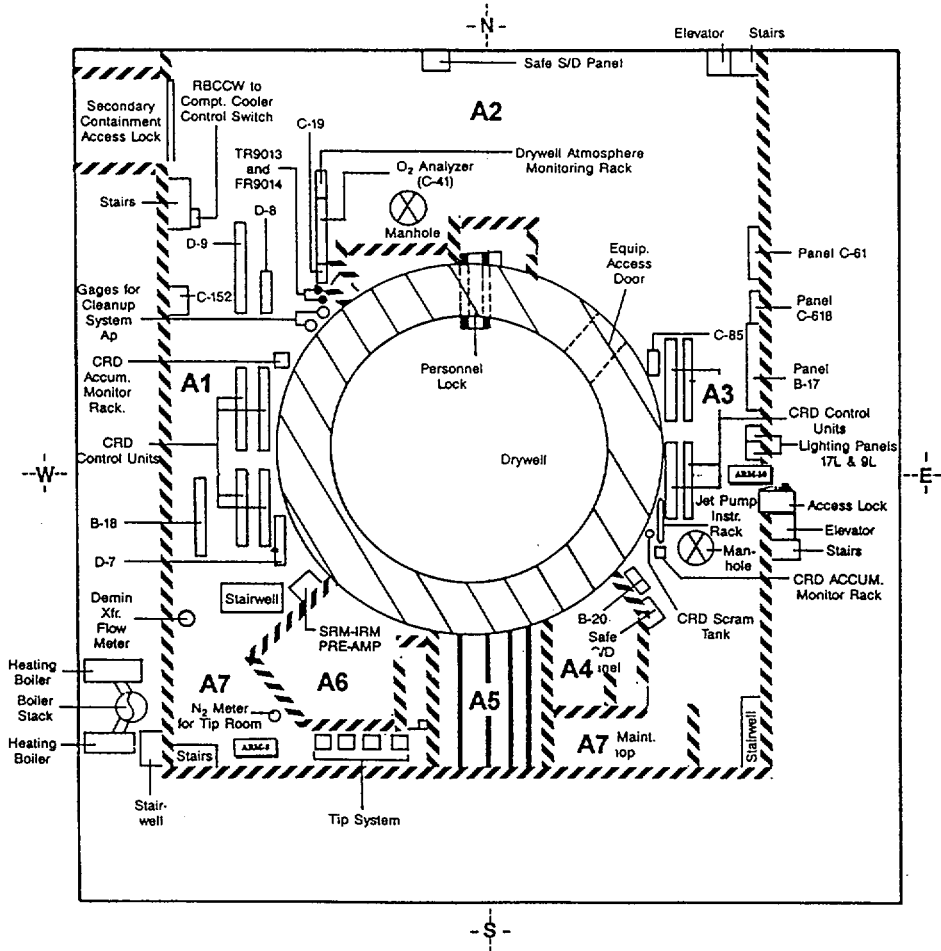 -N-
Elevator
Stairs
Safe S/D Panel
RBCCW to
Compt. Cooler
Control Switch
A2
Secondary
Containment
Access Lock
C-19
TR9013
and
FR9014
O2 Analyzer
(C-41)
Drywell Atmosphere
Monitoring Rack
Stairs
D-8
Manhole
D-9
Equip.
Access
Door
Panel C-61
Gages for
Cleanup
System
Ap
C-152
Panel
C-61B
C-85
CRD
Accum.
Monitor
Rack.
A1
Personnel
Lock
A3
Panel
B-17
CRD Control
Units
CRD
Control Units
Lighting Panels
17L & 9L
-W-
Drywell
ARM-10
-E-
B-18
Jet Pump
Instr.
Rack
Access Lock
Elevator
Man-
hole
Stairs
D-7
CRD ACCUM.
Monitor Rack
Stairwell
Demin
Xfr.
Flow
Meter
SRM-IRM
PRE-AMP
B-20
Safe
CRD Scram
Tank
A4
Heating
Boiler
A7
A6
A5
Boiler
Stack
N2 Meter
for Tip Room
Stairwell
Heating
Boiler
Stairs
A7
Maint.
Stair-
well
Tip System
-S-